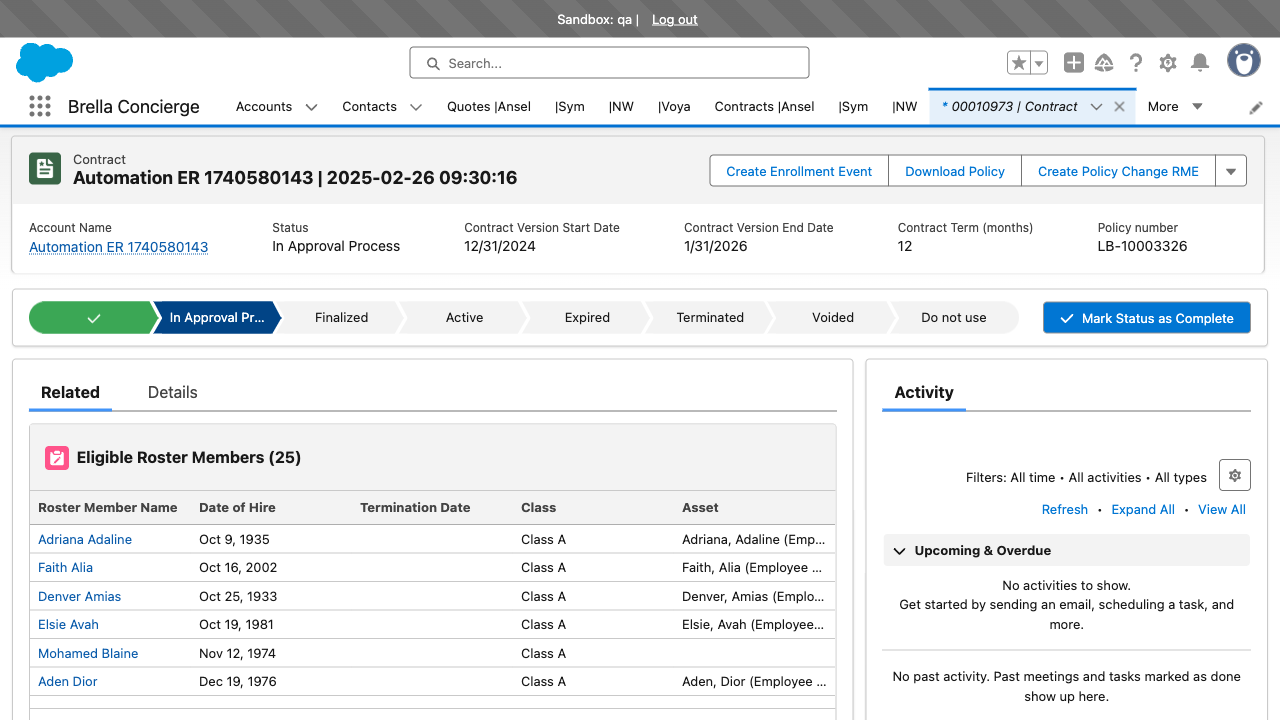 Sandbox: qa | Log out
Search...
Brella Concierge
Accounts
Contacts
Quotes |Ansel
|Sym
|NW
|Voya
Contracts |Ansel
|Sym
|NW
* 00010973 | Contract
More
Contract
Automation ER 1740580143 | 2025-02-26 09:30:16
Create Enrollment Event
Download Policy
Create Policy Change RME
Account Name
Automation ER 1740580143
Status
In Approval Process
Contract Version Start Date
12/31/2024
Contract Version End Date
1/31/2026
Contract Term (months)
12
Policy number
LB-10003326
In Approval Pr...
Finalized
Active
Expired
Terminated
Voided
Do not use
Mark Status as Complete
Related
Details
Eligible Roster Members (25)
Roster Member Name Date of Hire Termination Date Class Asset
Adriana Adaline Oct 9, 1935 Class A Adriana, Adaline (Emp...
Faith Alia Oct 16, 2002 Class A Faith, Alia (Employee ...
Denver Amias Oct 25, 1933 Class A Denver, Amias (Emplo...
Elsie Avah Oct 19, 1981 Class A Elsie, Avah (Employee...
Mohamed Blaine Nov 12, 1974 Class A
Aden Dior Dec 19, 1976 Class A Aden, Dior (Employee ...
Activity
Filters: All time • All activities • All types
Refresh • Expand All • View All
Upcoming & Overdue
No activities to show.
Get started by sending an email, scheduling a task, and
more.
No past activity. Past meetings and tasks marked as done
show up here.